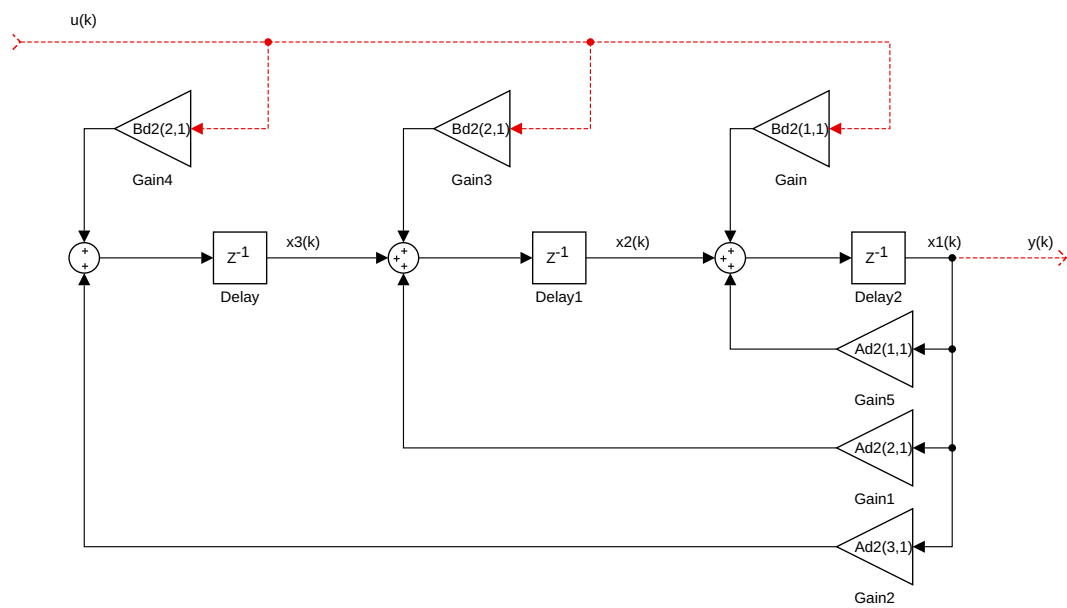 u(k)
Bd2(2,1)
Bd2(2,1)
Bd2(1,1)
Gain4
Gain3
Gain
+
+
Z-1
x3(k)
+
+
+
Z-1
x2(k)
+
+
+
Z-1
x1(k)
y(k)
Delay
Delay1
Delay2
Ad2(1,1)
Gain5
Ad2(2,1)
Gain1
Ad2(3,1)
Gain2